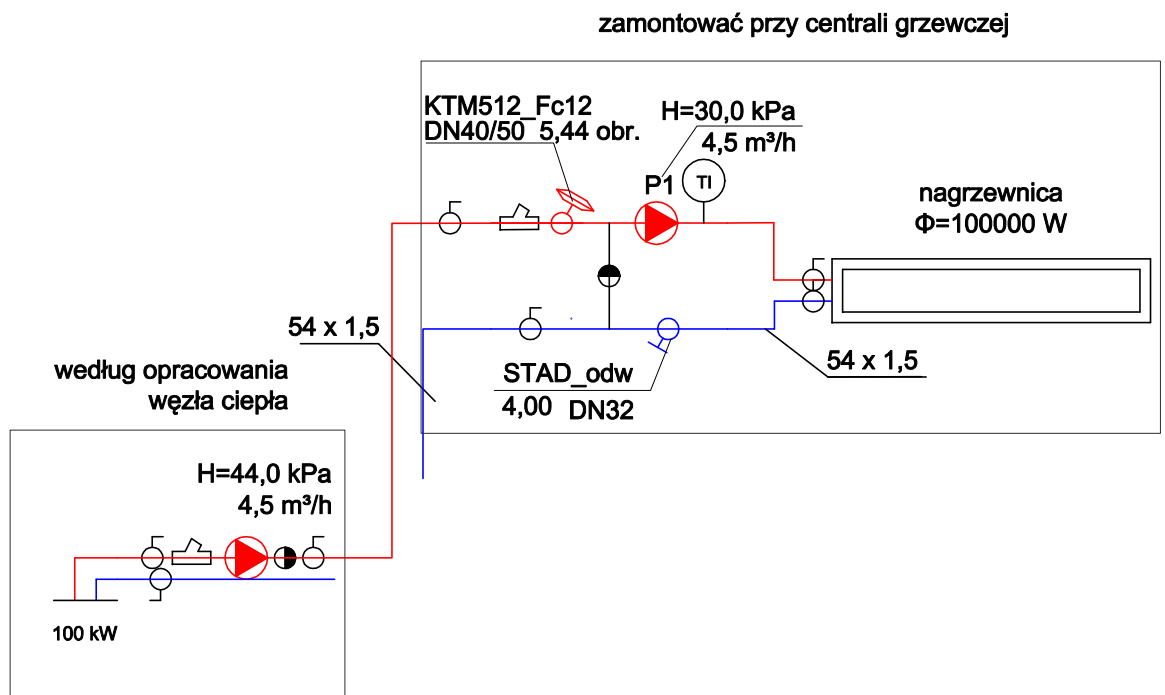 zamontować przy centrali grzewczej
KTM512_Fc12
DN40/50 5,44 obr.
H=30,0 kPa
4,5 m³/h
P1
TI
nagrzewnica
Φ=100000 W
54 x 1,5
STAD_odw
4,00 DN32
54 x 1,5
według opracowania
węzła ciepła
H=44,0 kPa
4,5 m³/h
100 kW